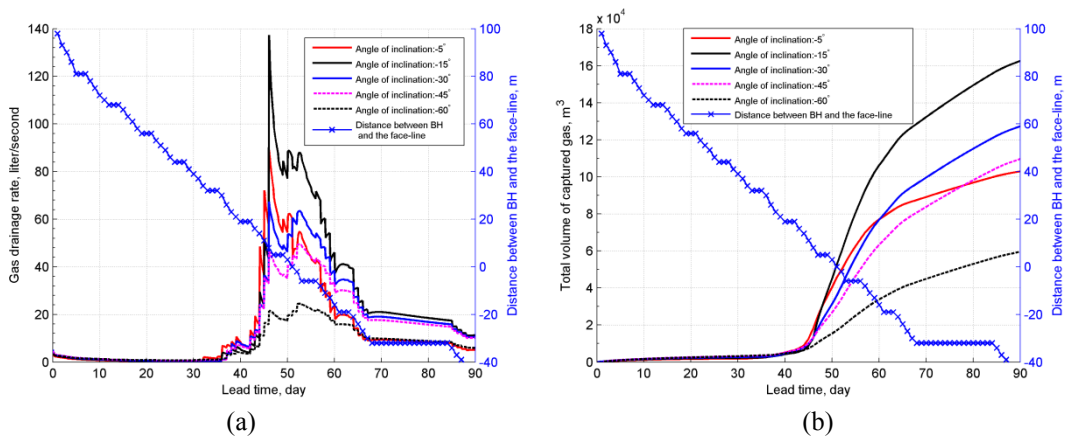 140
120
100
80
60
40
20
0
Gas drainage rate, liter/second
Angle of inclination:-5°
Angle of inclination:-15°
Angle of inclination:-30°
Angle of inclination:-45°
Angle of inclination:-60°
Distance between BH
and the face-line
100
80
60
40
20
0
-20
-40
Distance between BH and the face-line, m
0 10 20 30 40 50 60 70 80 90
Lead time, day
(a)
x 10⁴
18
16
14
12
10
8
6
4
2
0
Total volume of captured gas, m³
Angle of inclination:-5°
Angle of inclination:-15°
Angle of inclination:-30°
Angle of inclination:-45°
Angle of inclination:-60°
Distance between BH and the face-line
100
80
60
40
20
0
-20
-40
Distance between BH and the face-line, m
0 10 20 30 40 50 60 70 80 90
Lead time, day
(b)